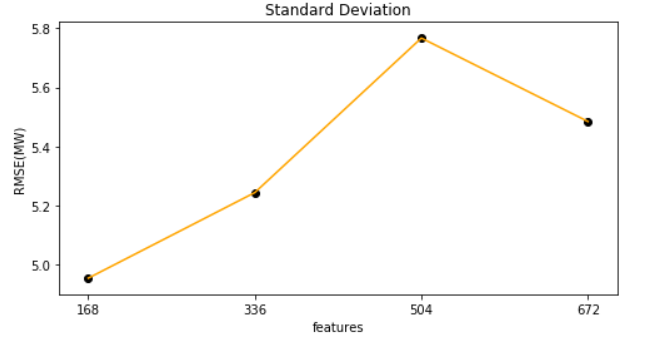 Standard Deviation
RMSE(MW)
5.8
5.6
5.4
5.2
5.0
168 336 504 672
features